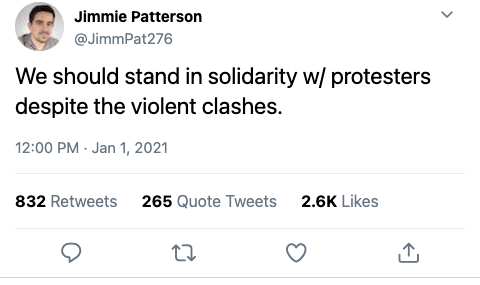 Jimmie Patterson
@JimmPat276
We should stand in solidarity w/ protesters
despite the violent clashes.
12:00 PM · Jan 1, 2021
832 Retweets 265 Quote Tweets 2.6K Likes